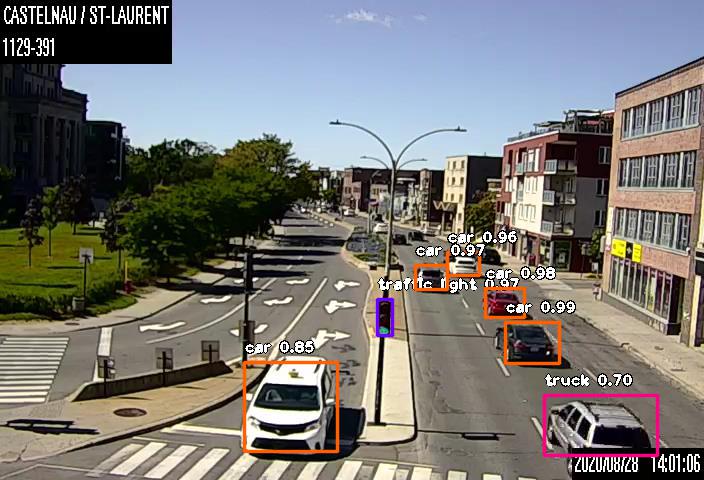 CASTELNAU / ST-LAURENT
1129-391
car 0.96
car 0.97
car 0.98
traffic light 0.97
car 0.99
car 0.85
truck 0.70
2020/08/28 14:01:06